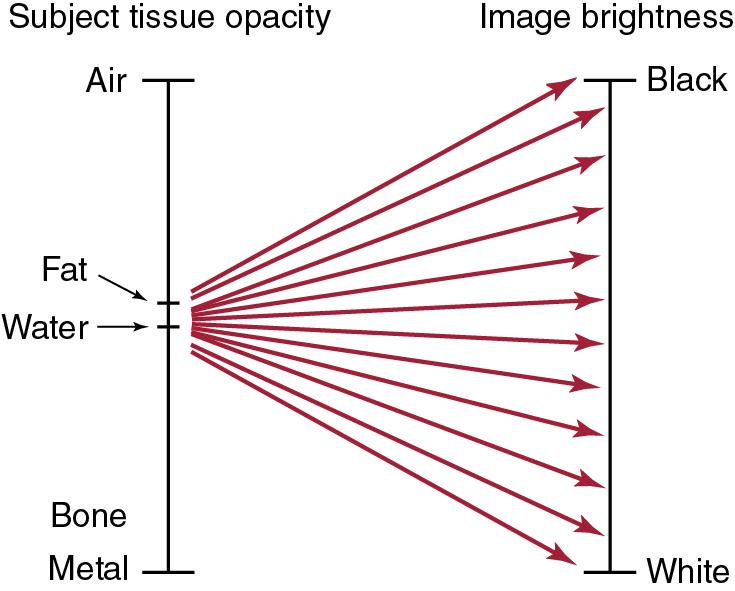 Subject tissue opacity
Image brightness
Air
Black
Fat
Water
Bone
Metal
White